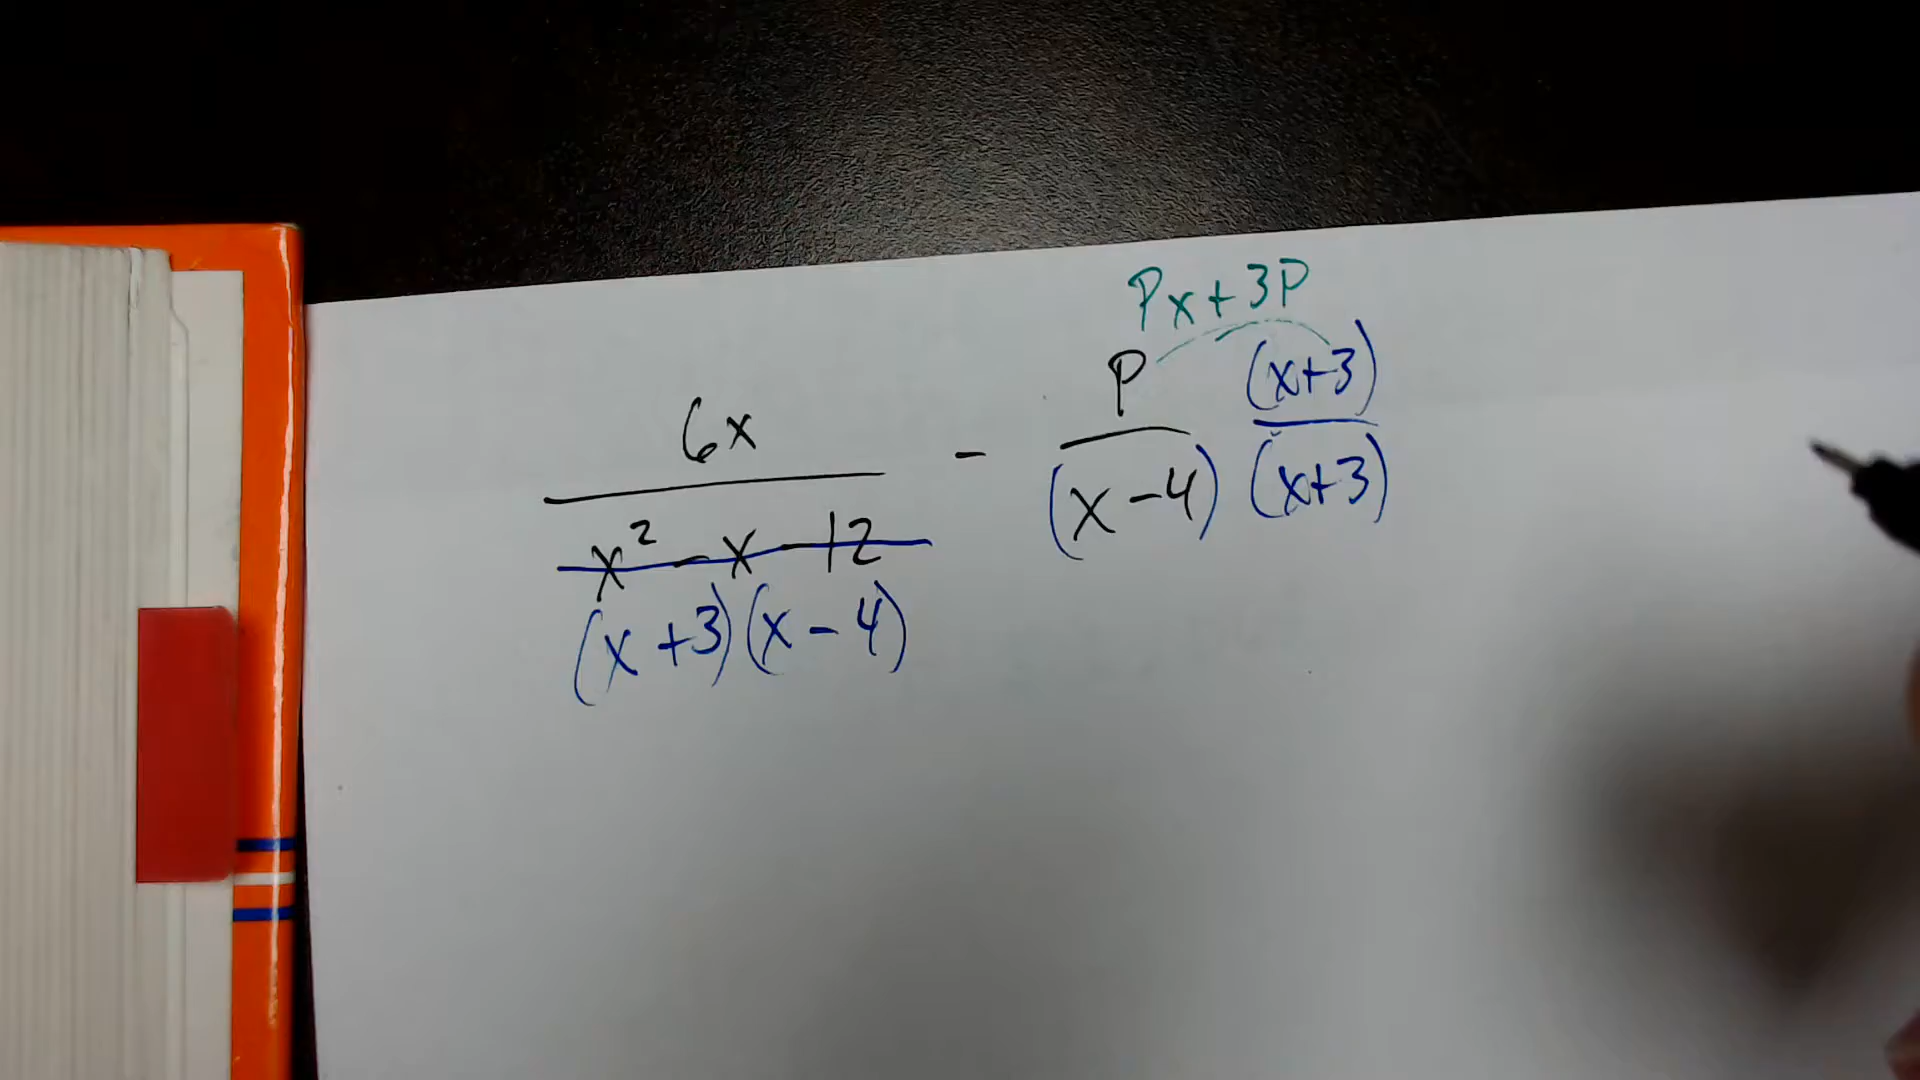 Px+3P
6x / x² - x - 12 - P / (x-4) (x+3) / (x+3)
(x+3)(x-4)